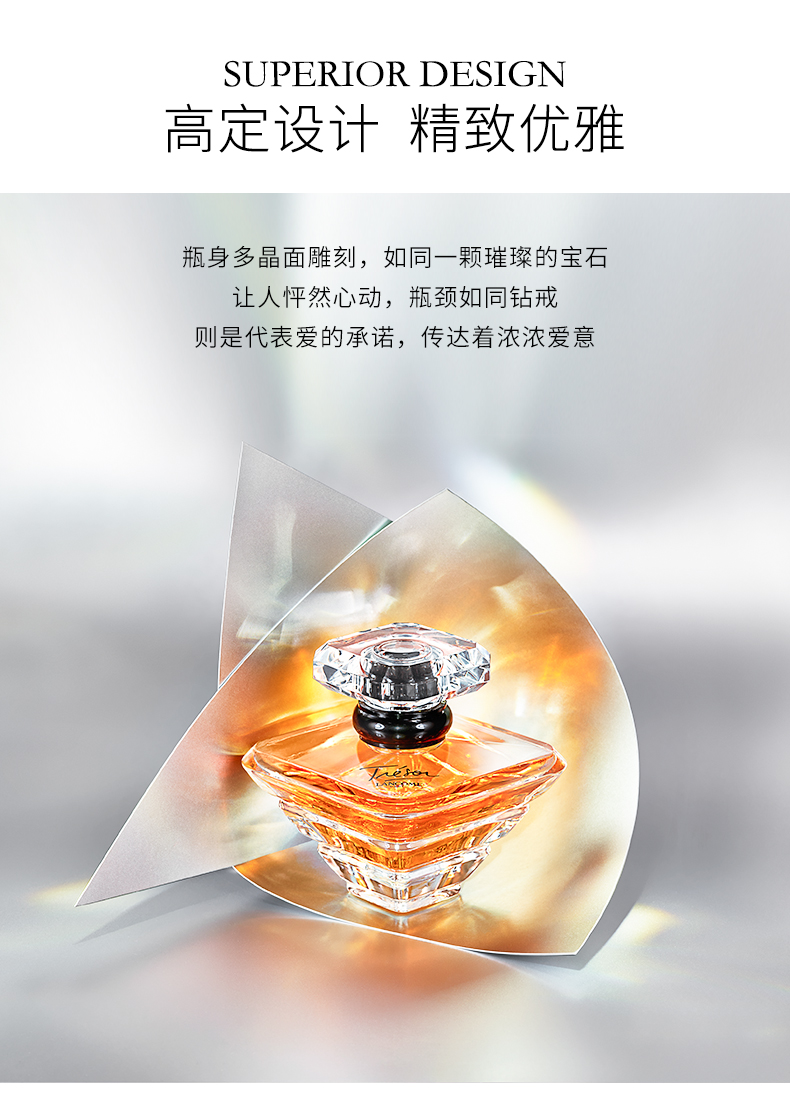 SUPERIOR DESIGN
高定设计 精致优雅
瓶身多晶面雕刻，如同一颗璀璨的宝石
让人怦然心动，瓶颈如同钻戒
则是代表爱的承诺，传达着浓浓爱意
Trésor
LANCÔME